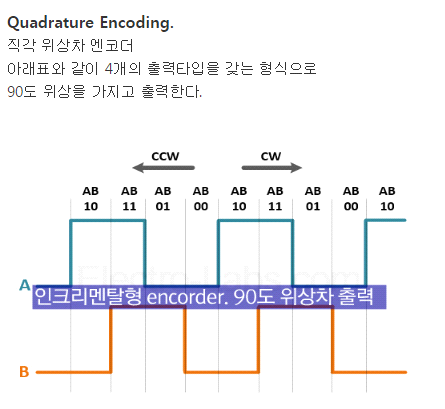 Quadrature Encoding.
직각 위상차 엔코더
아래표와 같이 4개의 출력타입을 갖는 형식으로
90도 위상을 가지고 출력한다.
CCW CW
AB AB AB AB AB AB AB AB AB
10 11 01 00 10 11 01 00 10
A
인크리멘탈형 encorder. 90도 위상차 출력
B